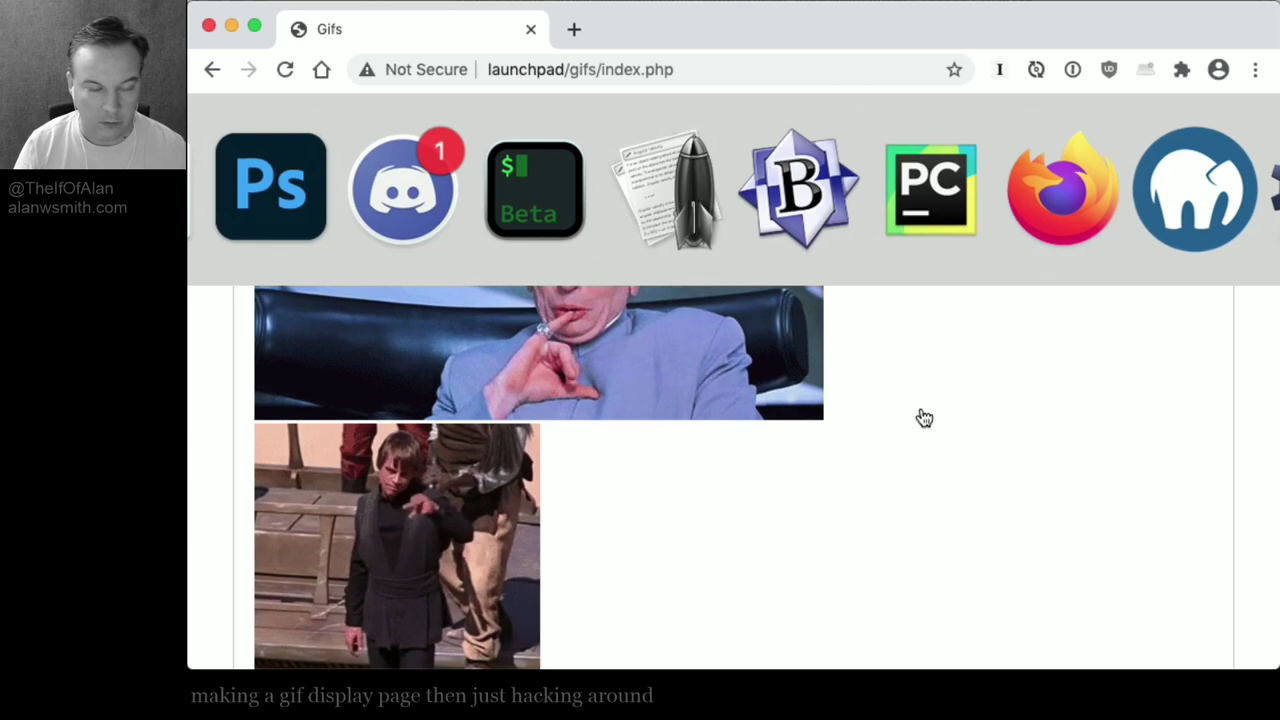 Gifs
Not Secure launchpad/gifs/index.php
I
UD
Ps
1
$
Beta
B
PC
@TheIfOfAlan
alanwsmith.com
making a gif display page then just hacking around